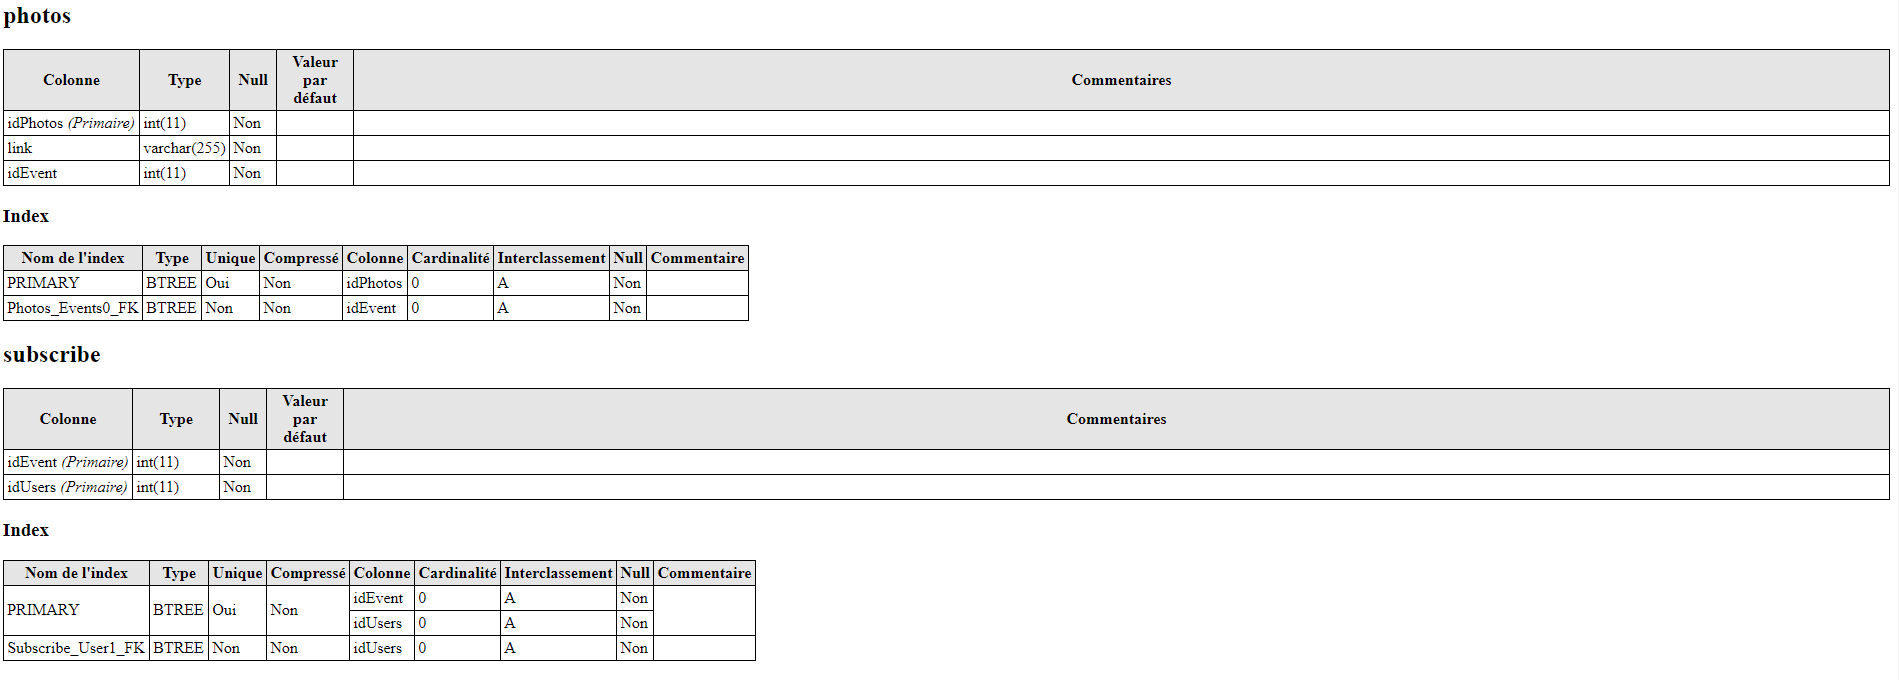 photos
Colonne Type Null Valeur par défaut Commentaires
idPhotos (Primaire) int(11) Non
link varchar(255) Non
idEvent int(11) Non
Index
Nom de l'index Type Unique Compressé Colonne Cardinalité Interclassement Null Commentaire
PRIMARY BTREE Oui Non idPhotos 0 A Non
Photos_Events0_FK BTREE Non Non idEvent 0 A Non
subscribe
Colonne Type Null Valeur par défaut Commentaires
idEvent (Primaire) int(11) Non
idUsers (Primaire) int(11) Non
Index
Nom de l'index Type Unique Compressé Colonne Cardinalité Interclassement Null Commentaire
PRIMARY BTREE Oui Non idEvent 0 A Non
idUsers 0 A Non
Subscribe_User1_FK BTREE Non Non idUsers 0 A Non